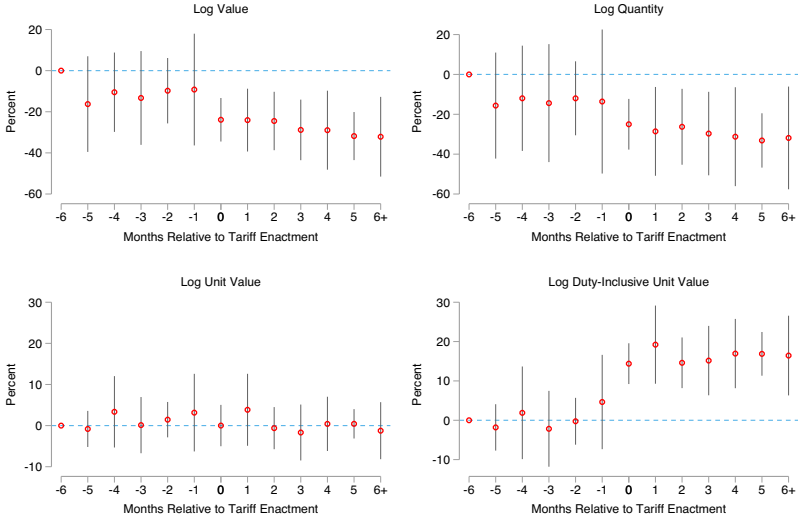 Log Value
Log Quantity
20
0
-20
-40
-60
Percent
-6 -5 -4 -3 -2 -1 0 1 2 3 4 5 6+
Months Relative to Tariff Enactment
20
0
-20
-40
-60
Percent
-6 -5 -4 -3 -2 -1 0 1 2 3 4 5 6+
Months Relative to Tariff Enactment
Log Unit Value
Log Duty-Inclusive Unit Value
30
20
10
0
-10
Percent
-6 -5 -4 -3 -2 -1 0 1 2 3 4 5 6+
Months Relative to Tariff Enactment
30
20
10
0
-10
Percent
-6 -5 -4 -3 -2 -1 0 1 2 3 4 5 6+
Months Relative to Tariff Enactment